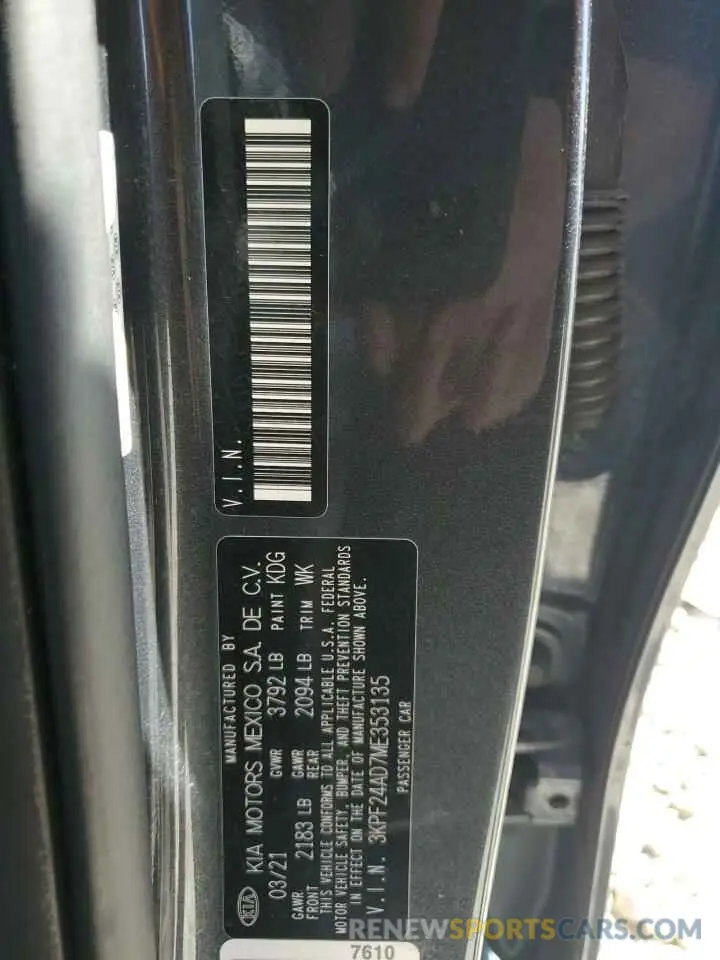 V.I.N.
MANUFACTURED BY
KIA KIA MOTORS MEXICO S.A. DE C.V.
03/21 GVWR 3792 LB PAINT KDG
GAWR FRONT 2183 LB GAWR REAR 2094 LB TRIM WK
THIS VEHICLE CONFORMS TO ALL APPLICABLE U.S.A. FEDERAL
MOTOR VEHICLE SAFETY, BUMPER, AND THEFT PREVENTION STANDARDS
IN EFFECT ON THE DATE OF MANUFACTURE SHOWN ABOVE.
V.I.N. 3KPF24AD7ME353135
PASSENGER CAR
7610
RENEWSPORTSCARS.COM